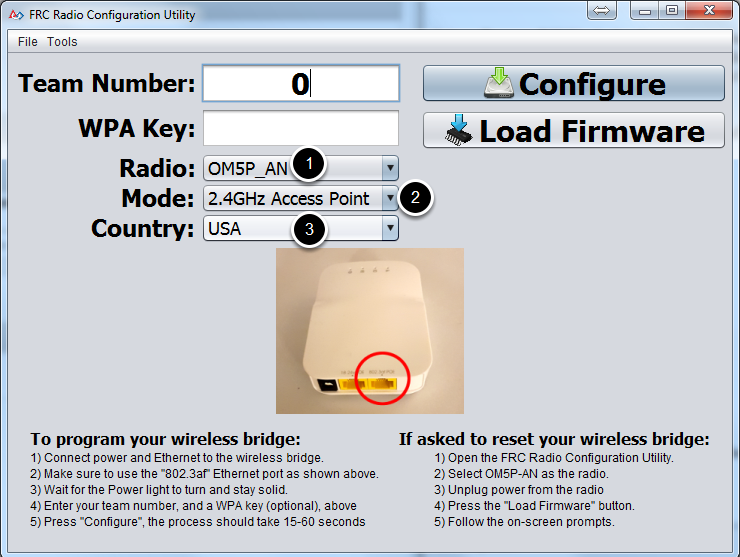 FRC Radio Configuration Utility
File Tools
Team Number: 0
Configure
WPA Key:
Load Firmware
Radio: OM5P_AN 1
Mode: 2.4GHz Access Point 2
Country: USA 3
To program your wireless bridge:
1) Connect power and Ethernet to the wireless bridge.
2) Make sure to use the "802.3af" Ethernet port as shown above.
3) Wait for the Power light to turn and stay solid.
4) Enter your team number, and a WPA key (optional), above
5) Press "Configure", the process should take 15-60 seconds
If asked to reset your wireless bridge:
1) Open the FRC Radio Configuration Utility.
2) Select OM5P-AN as the radio.
3) Unplug power from the radio
4) Press the "Load Firmware" button.
5) Follow the on-screen prompts.